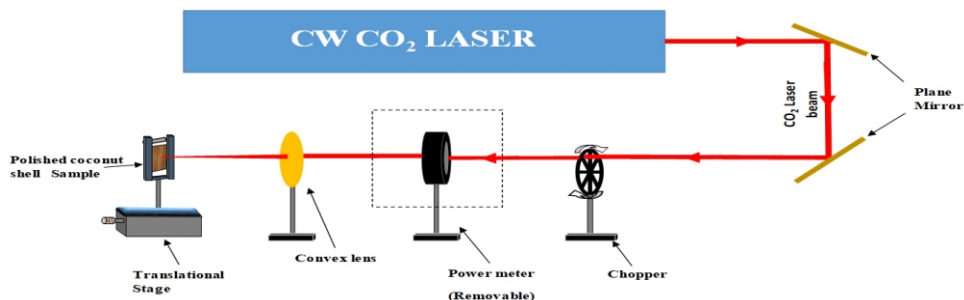 CW CO₂ LASER
Plane
Mirror
CO₂ Laser
beam
Polished coconut
shell Sample
Convex lens
Translational
Stage
Power meter
(Removable)
Chopper